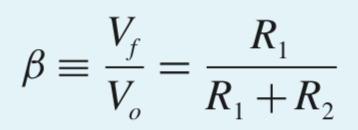 β ≡ V_f / V_o = R_1 / (R_1 + R_2)